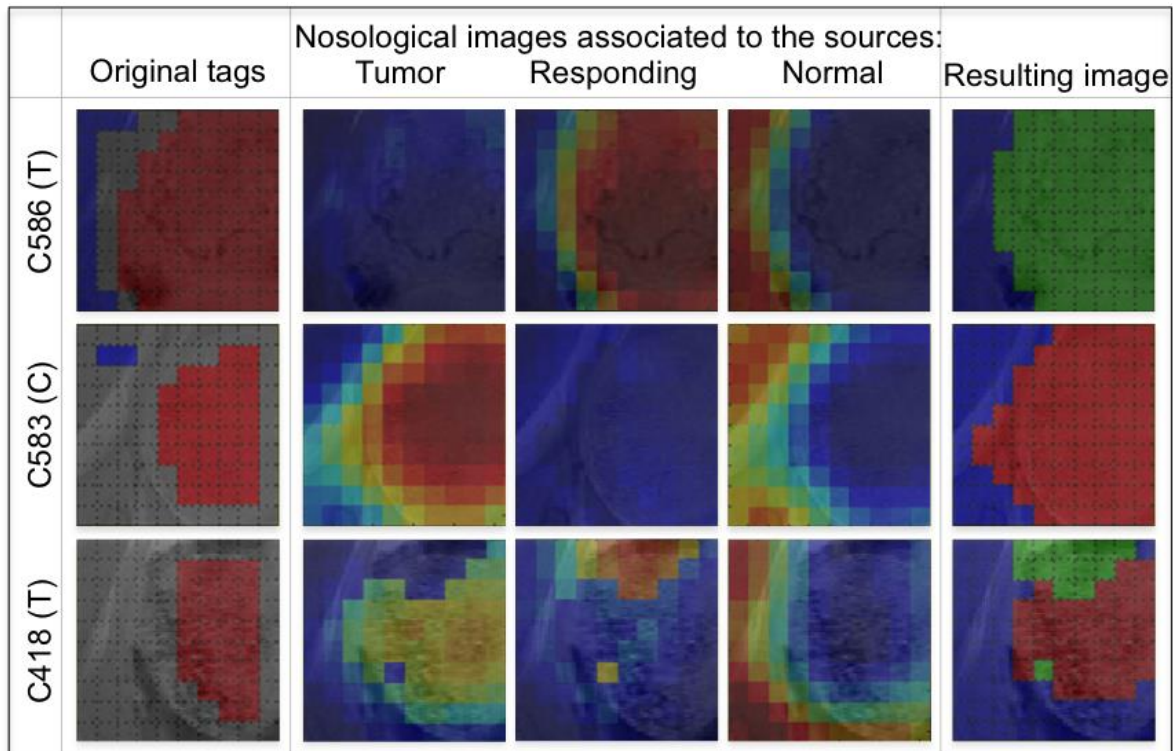 Nosological images associated to the sources:
Original tags Tumor Responding Normal Resulting image
C586 (T)
C583 (C)
C418 (T)